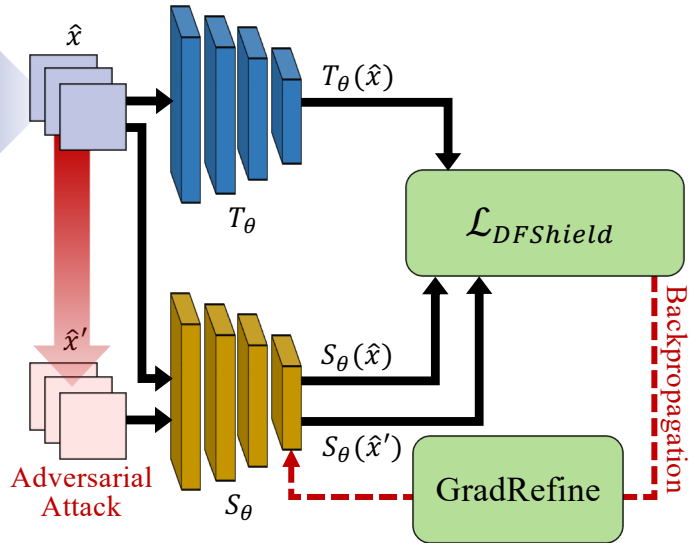 x̂
T_θ(x̂)
T_θ
ℒ_DFShield
x̂′
S_θ(x̂)
S_θ(x̂′)
Backpropagation
Adversarial
Attack
S_θ
GradRefine